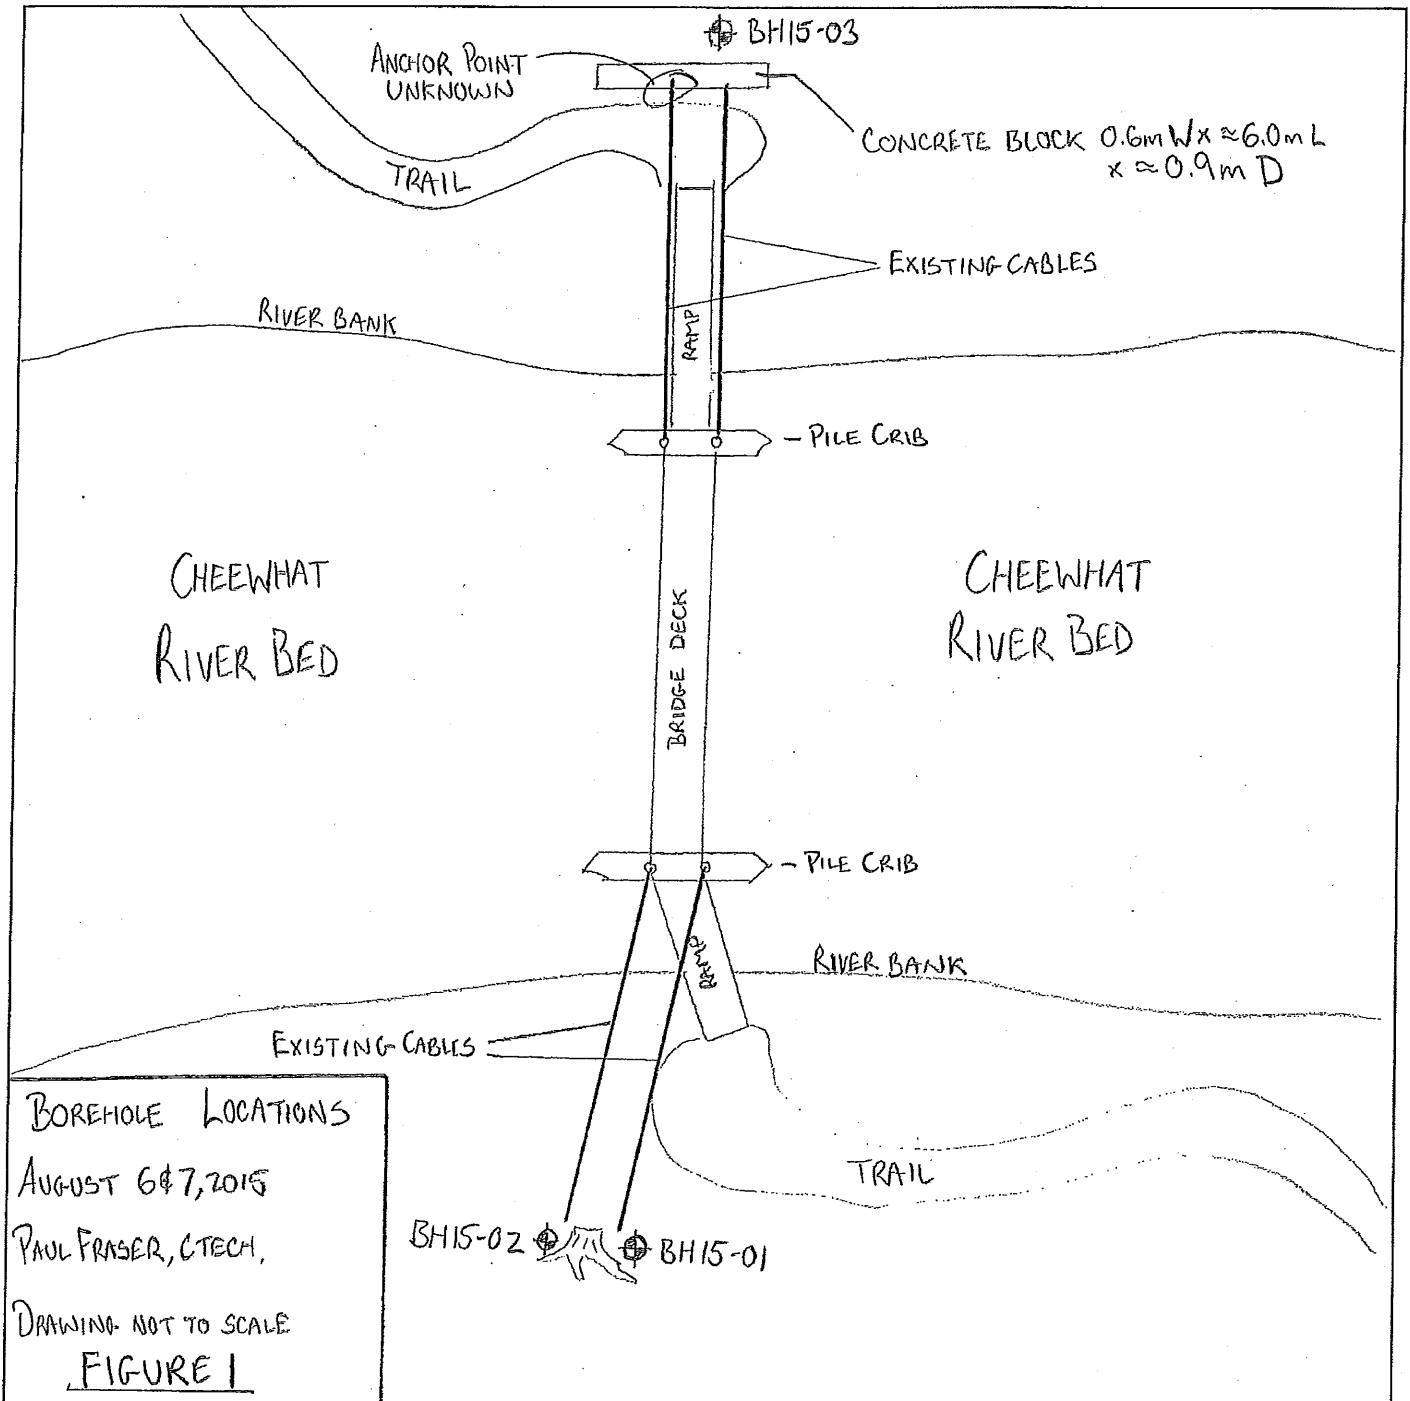 BH15-03
ANCHOR POINT
UNKNOWN
CONCRETE BLOCK 0.6m W x ≈6.0m L
x ≈0.9m D
TRAIL
EXISTING CABLES
RIVER BANK
RAMP
- PILE CRIB
CHEEWHAT
RIVER BED
CHEEWHAT
RIVER BED
BRIDGE DECK
- PILE CRIB
RAMP
RIVER BANK
EXISTING CABLES
TRAIL
BH15-02
BH15-01
BOREHOLE LOCATIONS
AUGUST 6&7, 2015
PAUL FRASER, CTECH.
DRAWING NOT TO SCALE
FIGURE 1